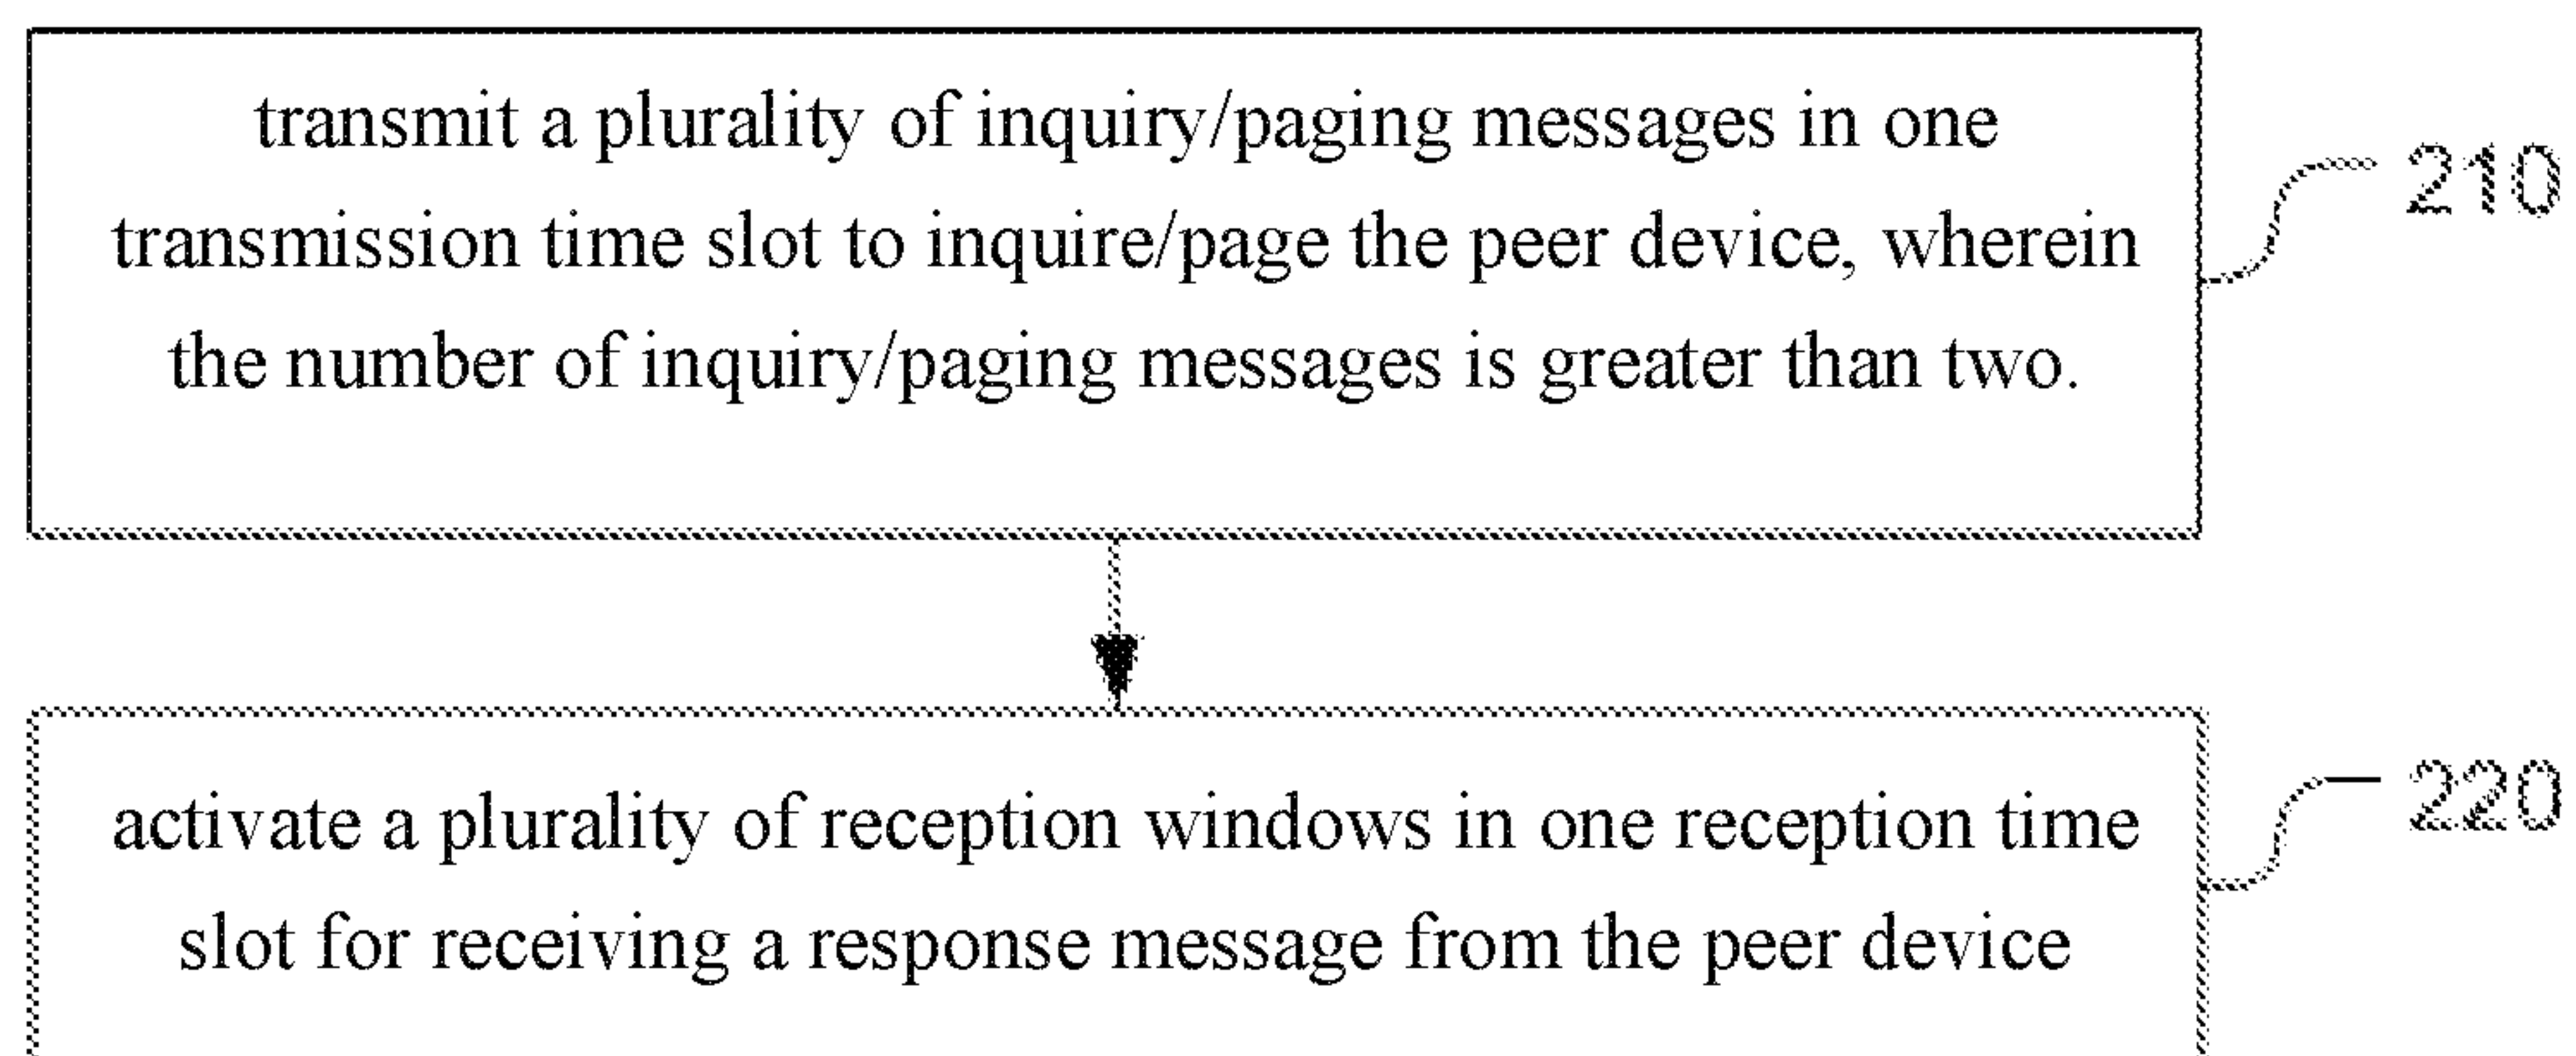 transmit a plurality of inquiry/paging messages in one
transmission time slot to inquire/page the peer device, wherein
the number of inquiry/paging messages is greater than two.
210
activate a plurality of reception windows in one reception time
slot for receiving a response message from the peer device
220